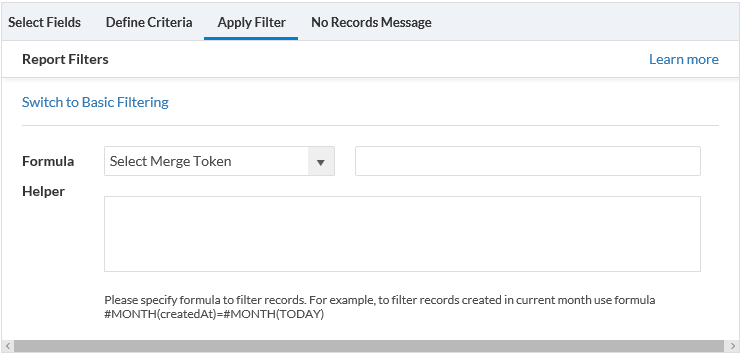 Select Fields Define Criteria Apply Filter No Records Message
Report Filters Learn more
Switch to Basic Filtering
Formula Select Merge Token
Helper
Please specify formula to filter records. For example, to filter records created in current month use formula
#MONTH(createdAt)=#MONTH(TODAY)